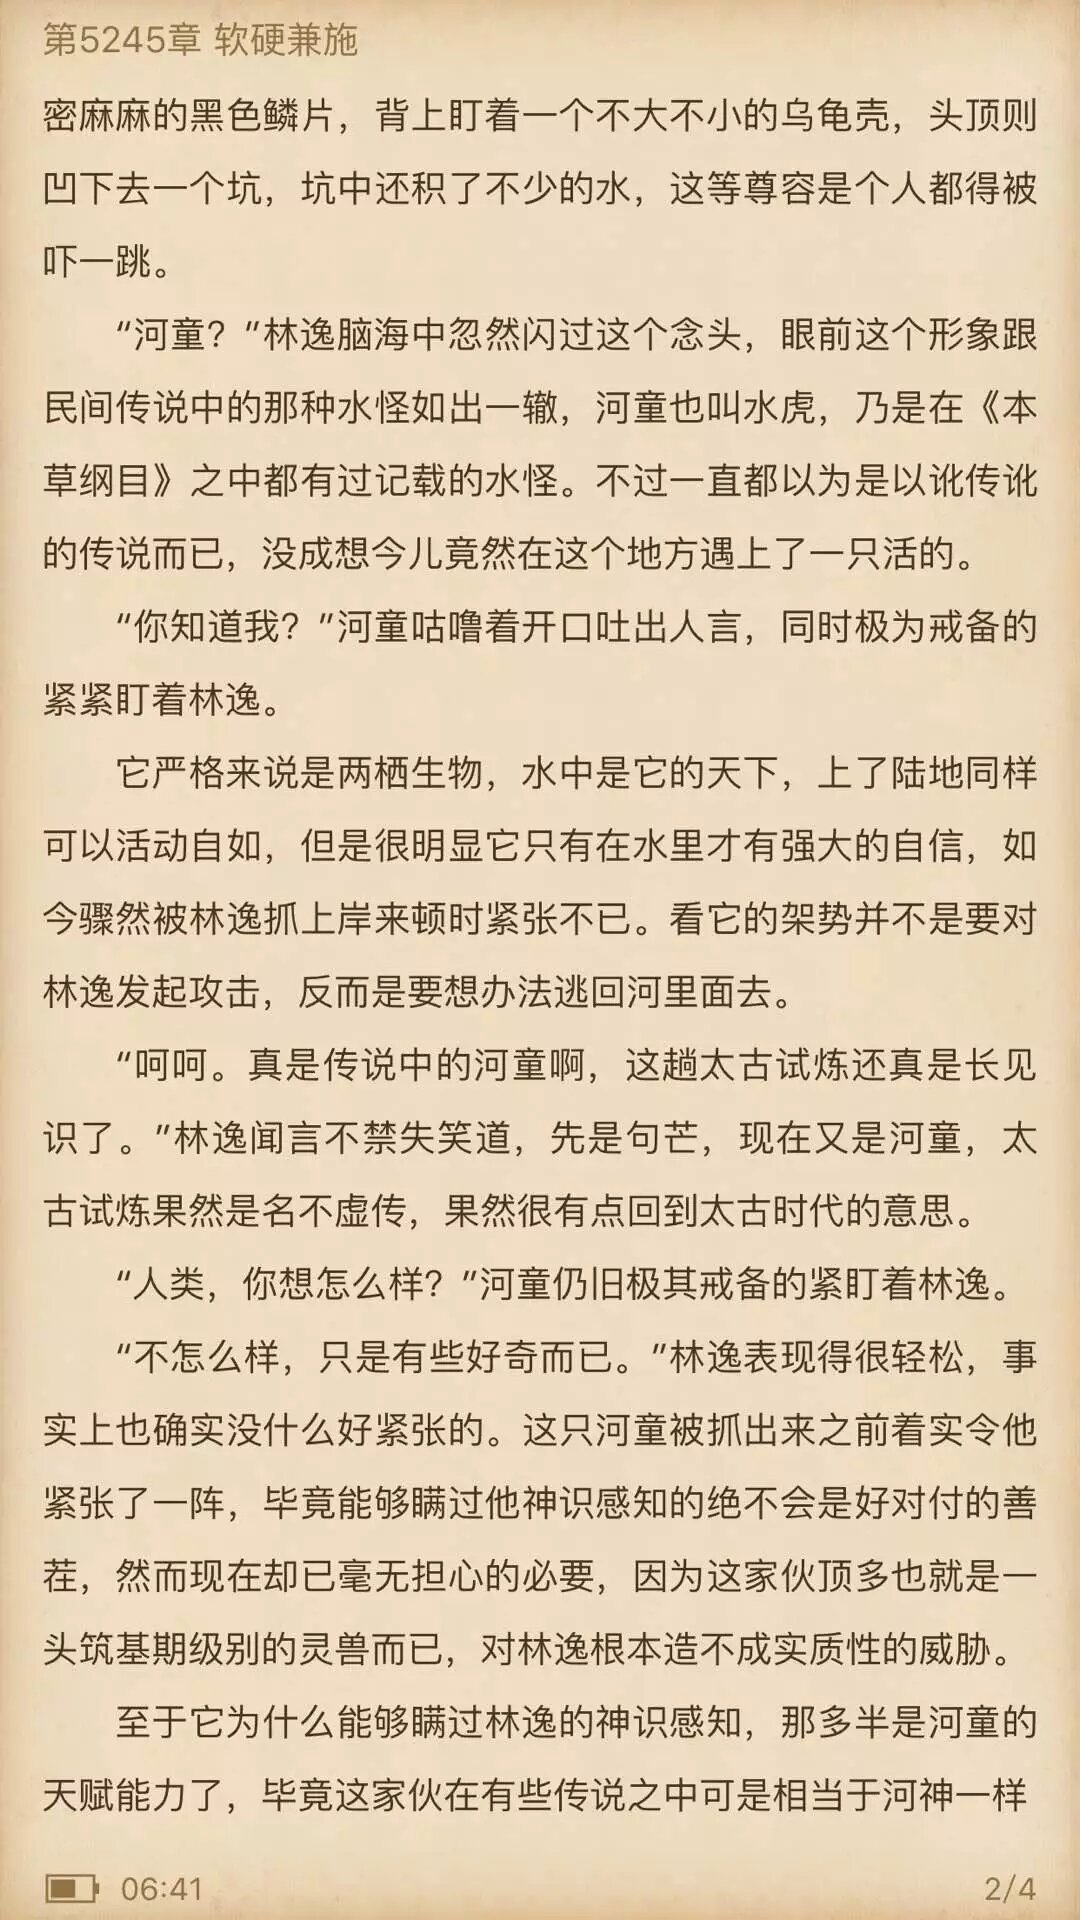 第5245章 软硬兼施
密麻麻的黑色鳞片，背上盯着一个不大不小的乌龟壳，头顶则
凹下去一个坑，坑中还积了不少的水，这等尊容是个人都得被
吓一跳。
“河童？”林逸脑海中忽然闪过这个念头，眼前这个形象跟
民间传说中的那种水怪如出一辙，河童也叫水虎，乃是在《本
草纲目》之中都有过记载的水怪。不过一直都以为是以讹传讹
的传说而已，没成想今儿竟然在这个地方遇上了一只活的。
“你知道我？”河童咕噜着开口吐出人言，同时极为戒备的
紧紧盯着林逸。
它严格来说是两栖生物，水中是它的天下，上了陆地同样
可以活动自如，但是很明显它只有在水里才有强大的自信，如
今骤然被林逸抓上岸来顿时紧张不已。看它的架势并不是要对
林逸发起攻击，反而是要想办法逃回河里面去。
“呵呵。真是传说中的河童啊，这趟太古试炼还真是长见
识了。”林逸闻言不禁失笑道，先是句芒，现在又是河童，太
古试炼果然是名不虚传，果然很有点回到太古时代的意思。
“人类，你想怎么样？”河童仍旧极其戒备的紧盯着林逸。
“不怎么样，只是有些好奇而已。”林逸表现得很轻松，事
实上也确实没什么好紧张的。这只河童被抓出来之前着实令他
紧张了一阵，毕竟能够瞒过他神识感知的绝不会是好对付的善
茬，然而现在却已毫无担心的必要，因为这家伙顶多也就是一
头筑基期级别的灵兽而已，对林逸根本造不成实质性的威胁。
至于它为什么能够瞒过林逸的神识感知，那多半是河童的
天赋能力了，毕竟这家伙在有些传说之中可是相当于河神一样
06:41
2/4